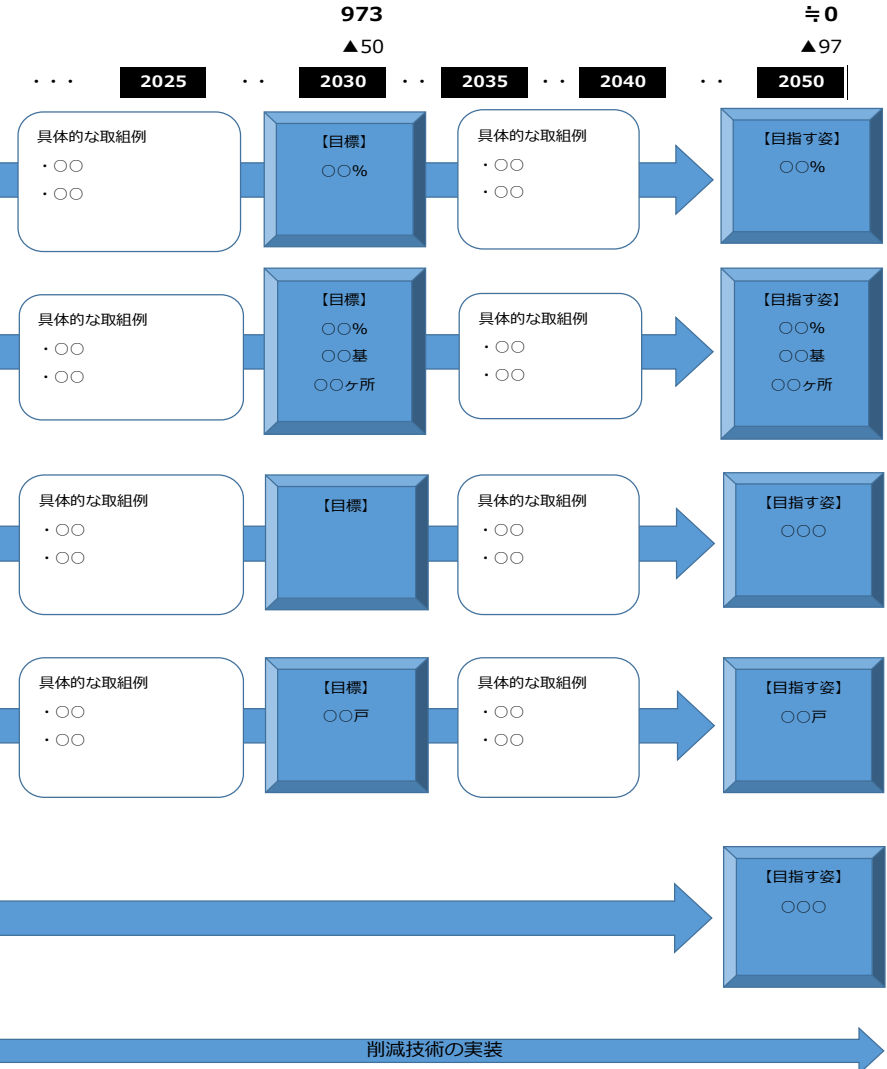 973 ≒0
▲50 ▲97
・・・ 2025 ・・ 2030 ・・ 2035 ・・ 2040 ・・ 2050
具体的な取組例
・○○
・○○
【目標】
○○%
具体的な取組例
・○○
・○○
【目指す姿】
○○%
具体的な取組例
・○○
・○○
【目標】
○○%
○○基
○○ヶ所
具体的な取組例
・○○
・○○
【目指す姿】
○○%
○○基
○○ヶ所
具体的な取組例
・○○
・○○
【目標】
具体的な取組例
・○○
・○○
【目指す姿】
○○○
具体的な取組例
・○○
・○○
【目標】
○○戸
具体的な取組例
・○○
・○○
【目指す姿】
○○戸
【目指す姿】
○○○
削減技術の実装